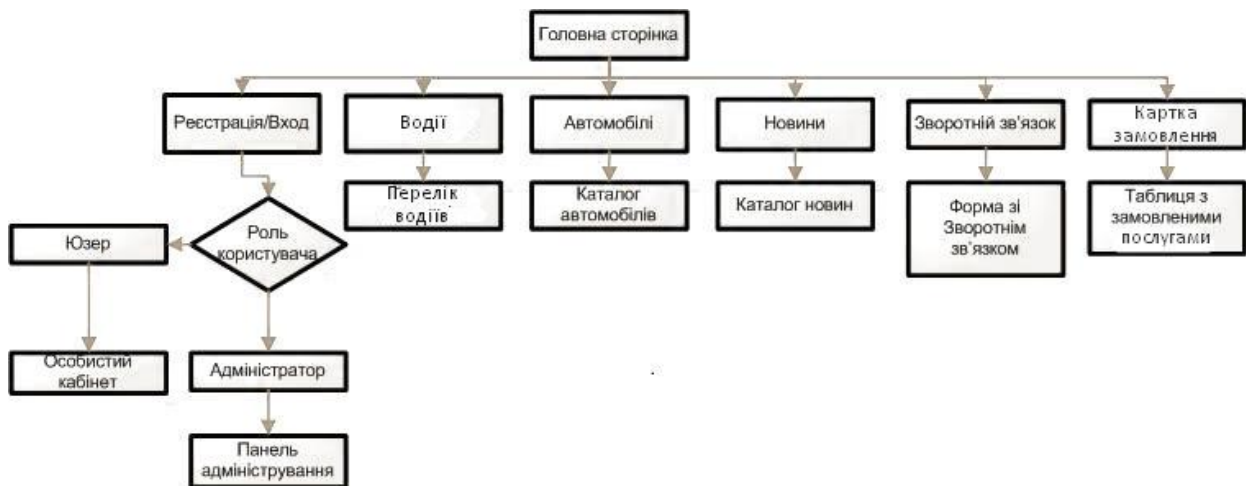 Головна сторінка
Реєстрація/Вход
Водії
Автомобілі
Новини
Зворотній зв'язок
Картка
замовлення
Перелік
водіїв
Каталог
автомобілів
Каталог новин
Форма зі
Зворотнім
зв'язком
Таблиця з
замовленими
послугами
Юзер
Роль
користувача
Особистий
кабінет
Адміністратор
Панель
адміністрування